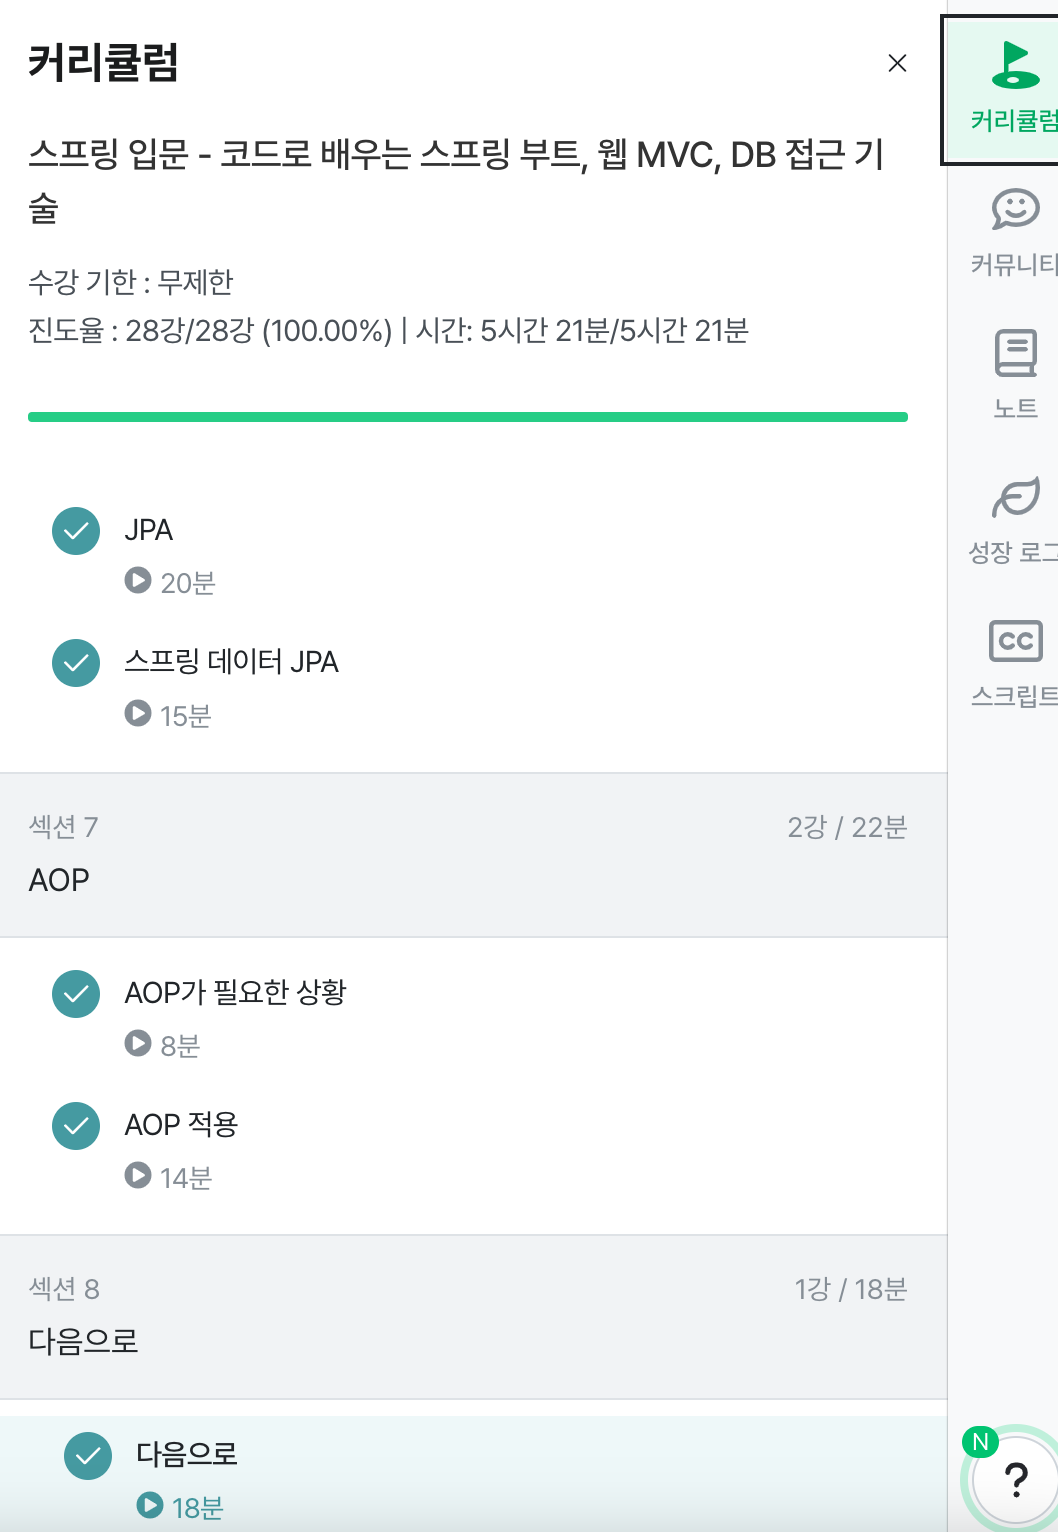 커리큘럼
스프링 입문 - 코드로 배우는 스프링 부트, 웹 MVC, DB 접근 기
술
수강 기한 : 무제한
진도율 : 28강/28강 (100.00%) | 시간: 5시간 21분/5시간 21분
JPA
20분
스프링 데이터 JPA
15분
섹션 7
2강 / 22분
AOP
AOP가 필요한 상황
8분
AOP 적용
14분
섹션 8
1강 / 18분
다음으로
다음으로
18분
커리큘럼
커뮤니티
노트
성장 로그
CC
스크립트
N
?